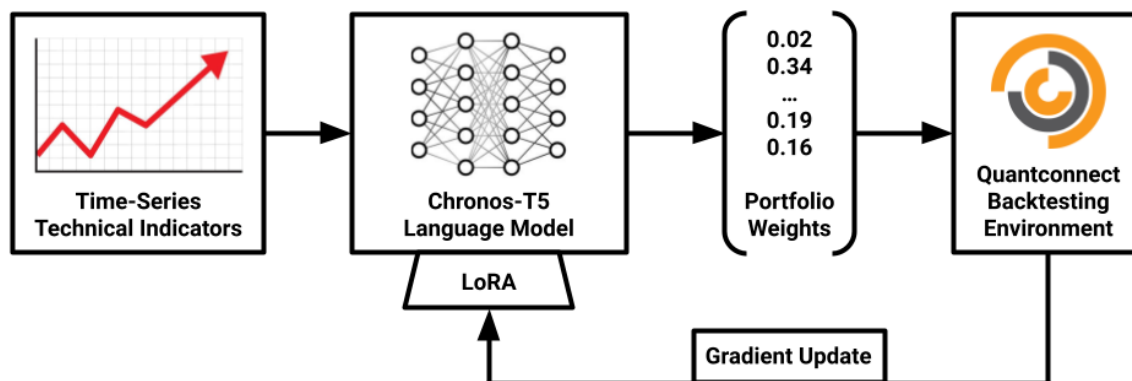 Time-Series
Technical Indicators
Chronos-T5
Language Model
LoRA
0.02
0.34
...
0.19
0.16
Portfolio
Weights
Quantconnect
Backtesting
Environment
Gradient Update